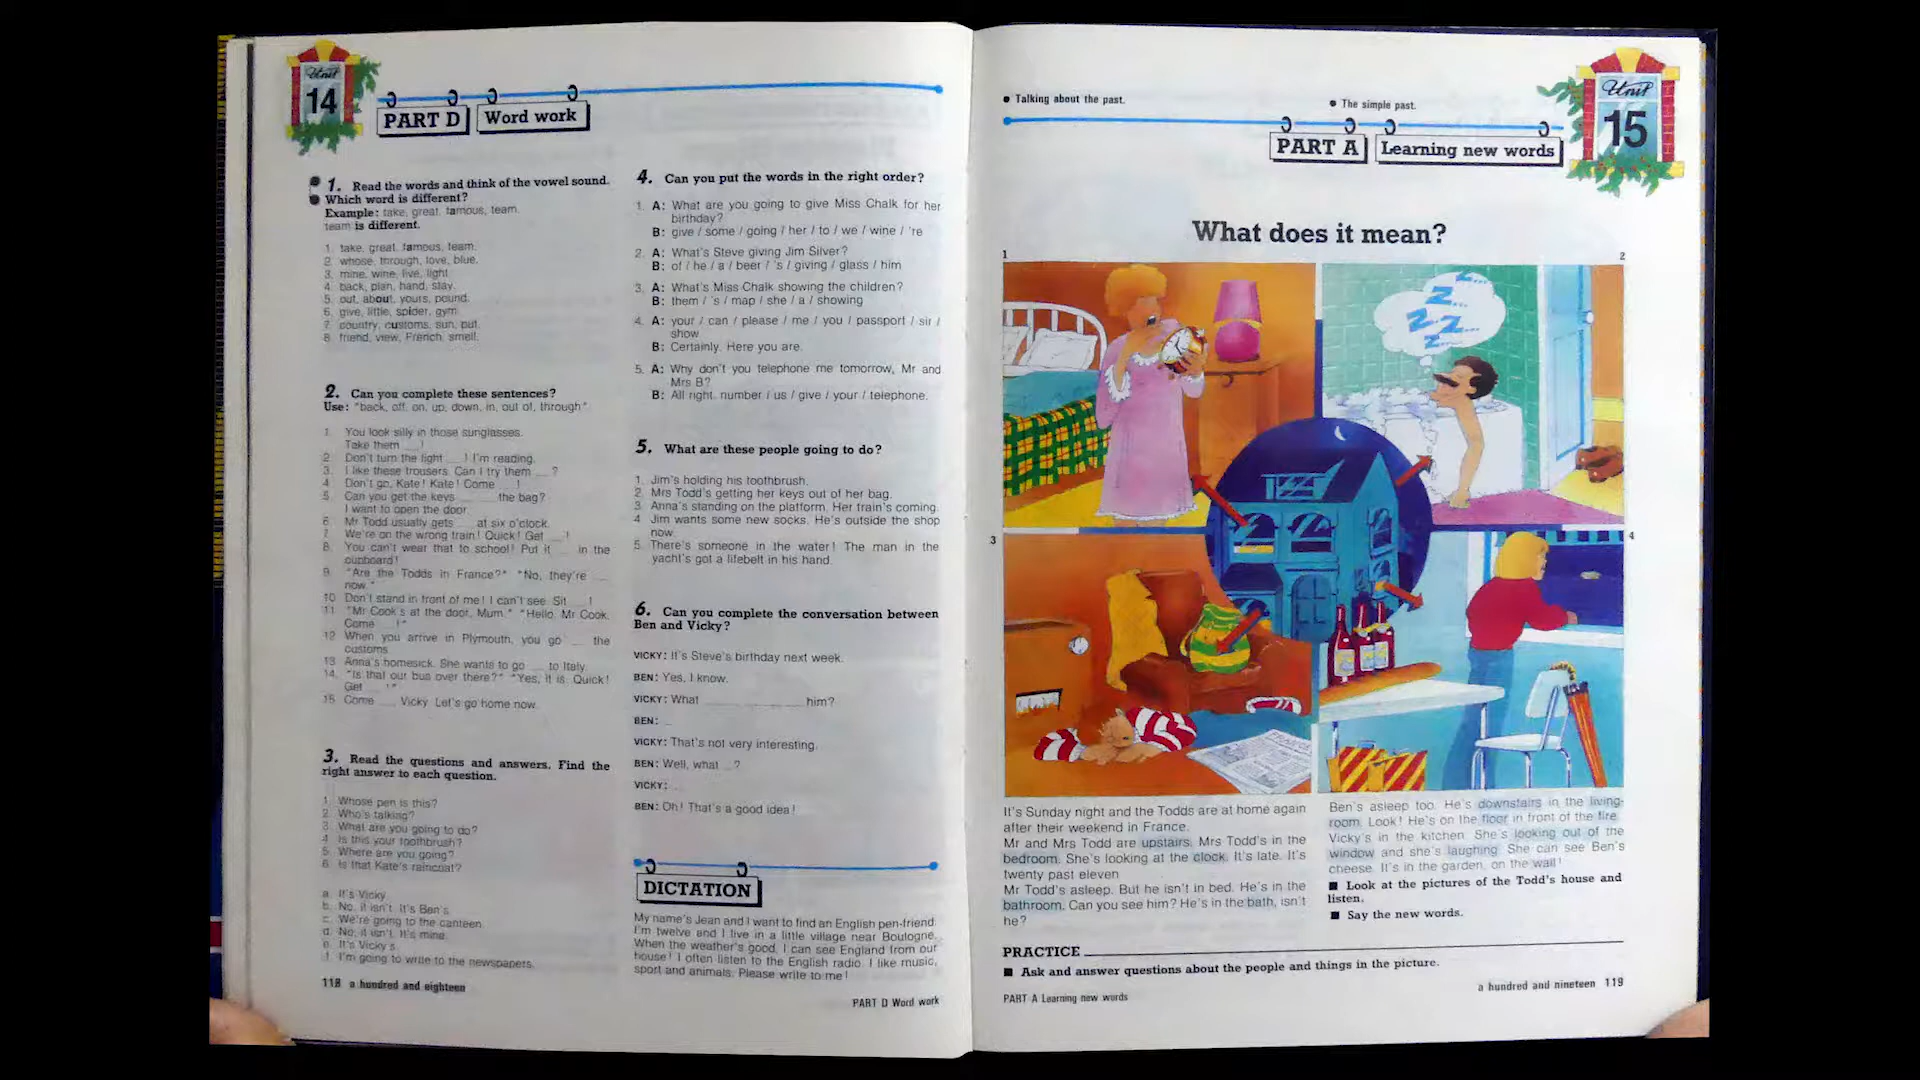 Unit
14
PART D
Word work
1. Read the words and think of the vowel sound.
Which word is different?
Example: take, great, famous, team.
team is different.
1. take, great, famous, team.
2. whose, through, love, blue.
3. mine, wine, live, light.
4. back, plan, hand, stay.
5. out, about, yours, pound.
6. give, little, spider, gym.
7. country, customs, sun, put.
8. friend, view, French, smell.
2. Can you complete these sentences?
Use: "back, off, on, up, down, in, out of, through"
1. You look silly in those sunglasses.
Take them __!
2. Don't turn the light __! I'm reading.
3. I like these trousers. Can I try them __?
4. Don't go, Kate! Kate! Come __!
5. Can you get the keys __ the bag?
I want to open the door.
6. Mr Todd usually gets __ at six o'clock.
7. We're on the wrong train! Quick! Get __!
8. You can't wear that to school! Put it __ in the
cupboard!
9. "Are the Todds in France?" "No, they're __
now."
10. Don't stand in front of me! I can't see. Sit __!
11. "Mr Cook's at the door, Mum." "Hello, Mr Cook.
Come __!"
12. When you arrive in Plymouth, you go __ the
customs.
13. Anna's homesick. She wants to go __ to Italy.
14. "Is that our bus over there?" "Yes, it is. Quick!
Get __!"
15. Come __, Vicky. Let's go home now.
3. Read the questions and answers. Find the
right answer to each question.
1. Whose pen is this?
2. Who's talking?
3. What are you going to do?
4. Is this your toothbrush?
5. Where are you going?
6. Is that Kate's raincoat?
a. It's Vicky.
b. No, it isn't. It's Ben's.
c. We're going to the canteen.
d. No, it isn't. It's mine.
e. It's Vicky's.
f. I'm going to write to the newspapers.
118 a hundred and eighteen
4. Can you put the words in the right order?
1. A: What are you going to give Miss Chalk for her
birthday?
B: give / some / going / her / to / we / wine / 're
2. A: What's Steve giving Jim Silver?
B: of / he / a / beer / 's / giving / glass / him
3. A: What's Miss Chalk showing the children?
B: them / 's / map / she / a / showing
4. A: your / can / please / me / you / passport / sir /
show
B: Certainly. Here you are.
5. A: Why don't you telephone me tomorrow, Mr and
Mrs B?
B: All right. number / us / give / your / telephone.
5. What are these people going to do?
1. Jim's holding his toothbrush.
2. Mrs Todd's getting her keys out of her bag.
3. Anna's standing on the platform. Her train's coming.
4. Jim wants some new socks. He's outside the shop
now.
5. There's someone in the water! The man in the
yacht's got a lifebelt in his hand.
6. Can you complete the conversation between
Ben and Vicky?
VICKY: It's Steve's birthday next week.
BEN: Yes, I know.
VICKY: What __ __ __ __ him?
BEN: __
VICKY: That's not very interesting.
BEN: Well, what __?
VICKY: __
BEN: Oh! That's a good idea!
DICTATION
My name's Jean and I want to find an English pen-friend.
I'm twelve and I live in a little village near Boulogne.
When the weather's good, I can see England from our
house! I often listen to the English radio. I like music,
sport and animals. Please write to me!
PART D Word work
• Talking about the past.
• The simple past.
PART A
Learning new words
Unit
15
What does it mean?
1
2
Z... Z... Z... Z... Z...
3
4
It's Sunday night and the Todds are at home again
after their weekend in France.
Mr and Mrs Todd are upstairs. Mrs Todd's in the
bedroom. She's looking at the clock. It's late. It's
twenty past eleven.
Mr Todd's asleep. But he isn't in bed. He's in the
bathroom. Can you see him? He's in the bath, isn't
he?
Ben's asleep too. He's downstairs in the living-
room. Look! He's on the floor in front of the fire.
Vicky's in the kitchen. She's looking out of the
window and she's laughing. She can see Ben's
cheese. It's in the garden, on the wall!
■ Look at the pictures of the Todd's house and
listen.
■ Say the new words.
PRACTICE
■ Ask and answer questions about the people and things in the picture.
a hundred and nineteen 119
PART A Learning new words